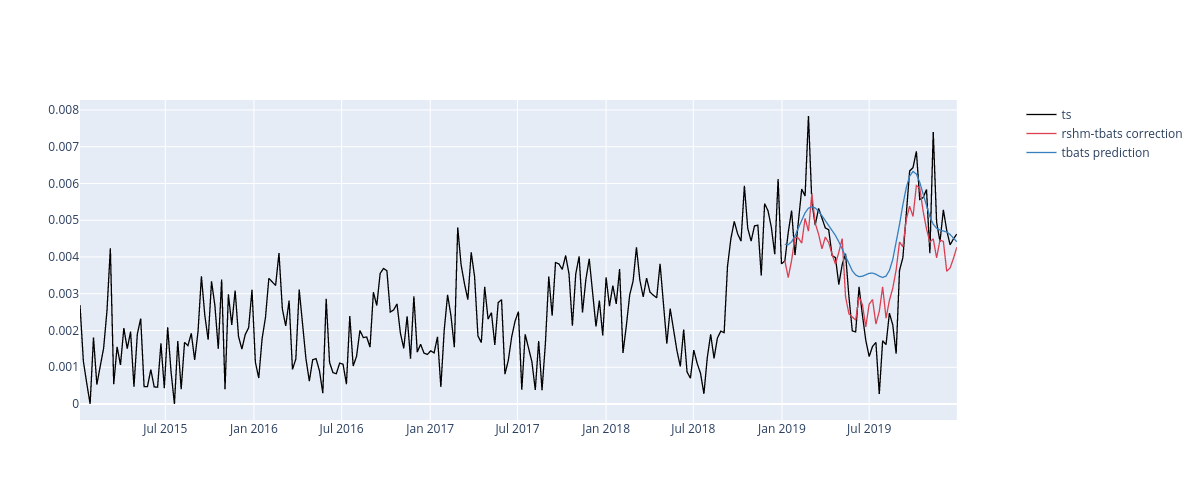 0.008
0.007
0.006
0.005
0.004
0.003
0.002
0.001
0
Jul 2015
Jan 2016
Jul 2016
Jan 2017
Jul 2017
Jan 2018
Jul 2018
Jan 2019
Jul 2019
ts
rshm-tbats correction
tbats prediction